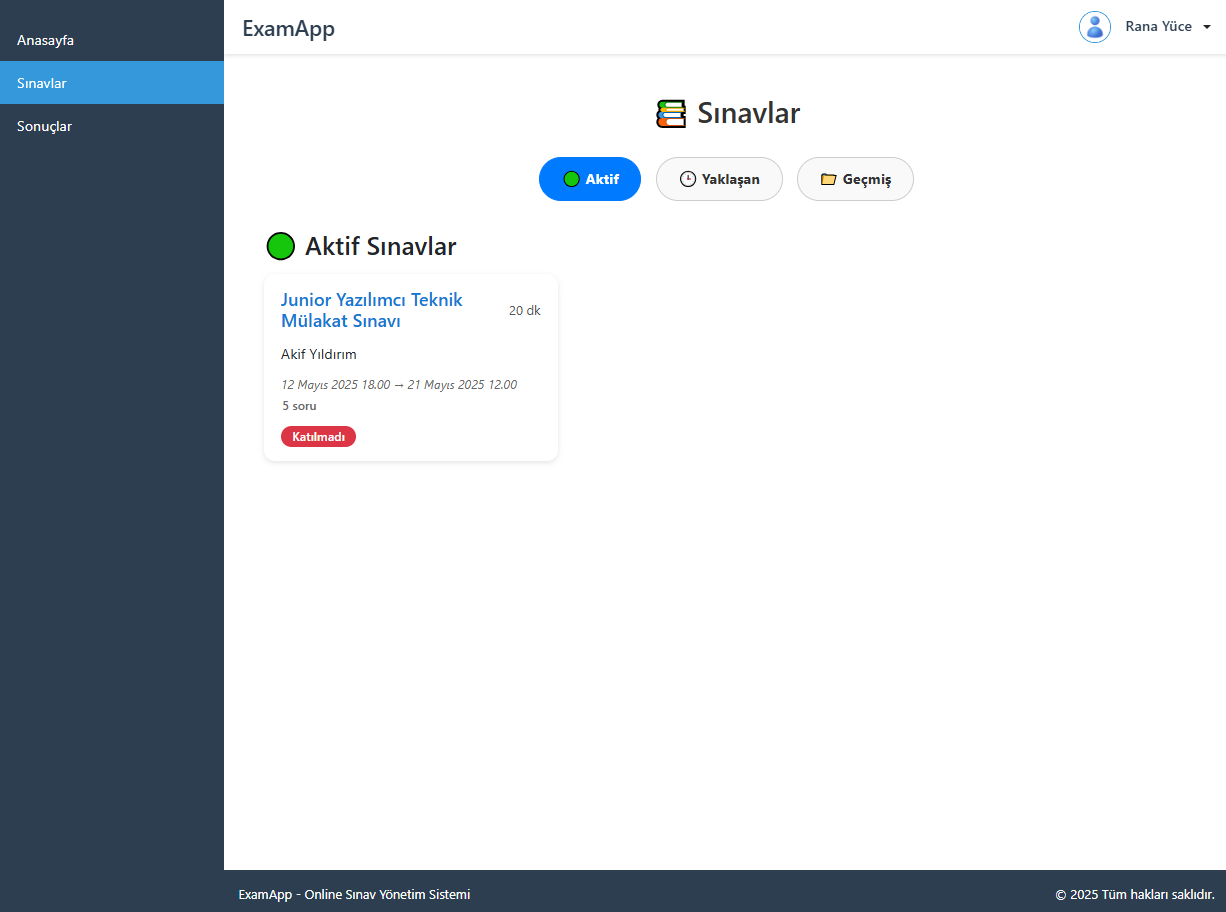 Anasayfa
Sınavlar
Sonuçlar
ExamApp
Rana Yüce
Sınavlar
Aktif
Yaklaşan
Geçmiş
Aktif Sınavlar
Junior Yazılımcı Teknik
Mülakat Sınavı
20 dk
Akif Yıldırım
12 Mayıs 2025 18.00 → 21 Mayıs 2025 12.00
5 soru
Katılmadı
ExamApp - Online Sınav Yönetim Sistemi
© 2025 Tüm hakları saklıdır.